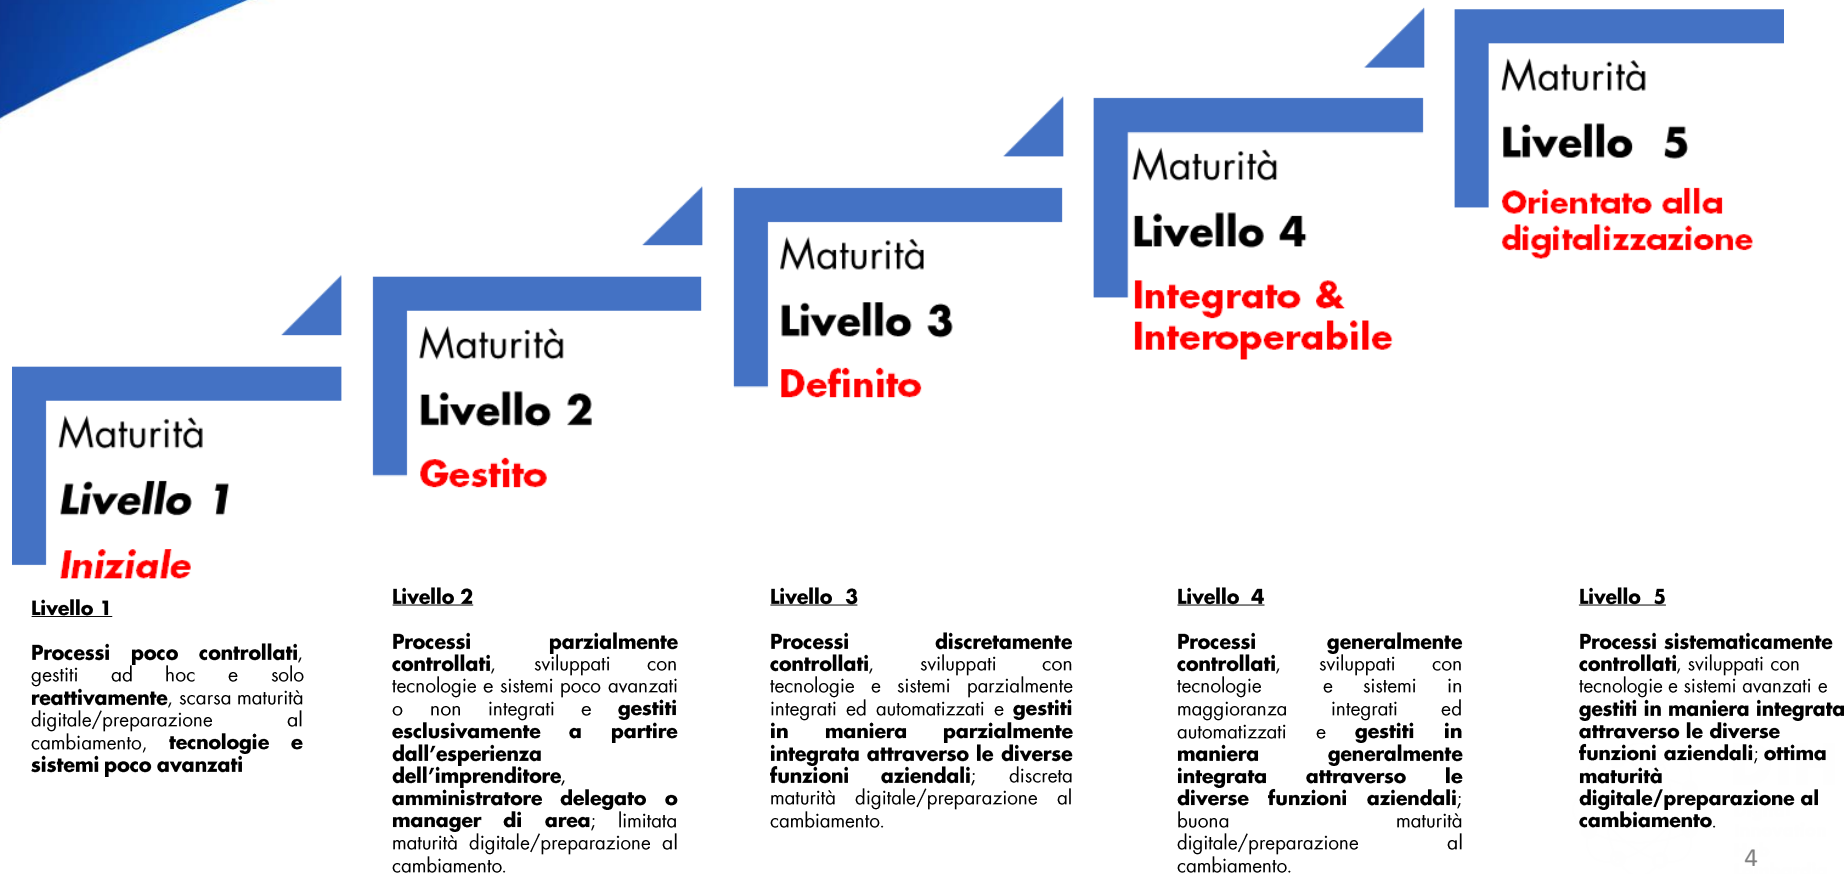 Maturità
Livello 1
Iniziale
Maturità
Livello 2
Gestito
Maturità
Livello 3
Definito
Maturità
Livello 4
Integrato &
Interoperabile
Maturità
Livello 5
Orientato alla
digitalizzazione
Livello 1
Processi poco controllati,
gestiti ad hoc e solo
reattivamente, scarsa maturità
digitale/preparazione al
cambiamento, tecnologie e
sistemi poco avanzati
Livello 2
Processi parzialmente
controllati, sviluppati con
tecnologie e sistemi poco avanzati
o non integrati e gestiti
esclusivamente a partire
dall'esperienza
dell'imprenditore,
amministratore delegato o
manager di area; limitata
maturità digitale/preparazione al
cambiamento.
Livello 3
Processi discretamente
controllati, sviluppati con
tecnologie e sistemi parzialmente
integrati ed automatizzati e gestiti
in maniera parzialmente
integrata attraverso le diverse
funzioni aziendali; discreta
maturità digitale/preparazione al
cambiamento.
Livello 4
Processi generalmente
controllati, sviluppati con
tecnologie e sistemi in
maggioranza integrati ed
automatizzati e gestiti in
maniera generalmente
integrata attraverso le
diverse funzioni aziendali;
buona maturità
digitale/preparazione al
cambiamento.
Livello 5
Processi sistematicamente
controllati, sviluppati con
tecnologie e sistemi avanzati e
gestiti in maniera integrata
attraverso le diverse
funzioni aziendali; ottima
maturità
digitale/preparazione al
cambiamento.
4